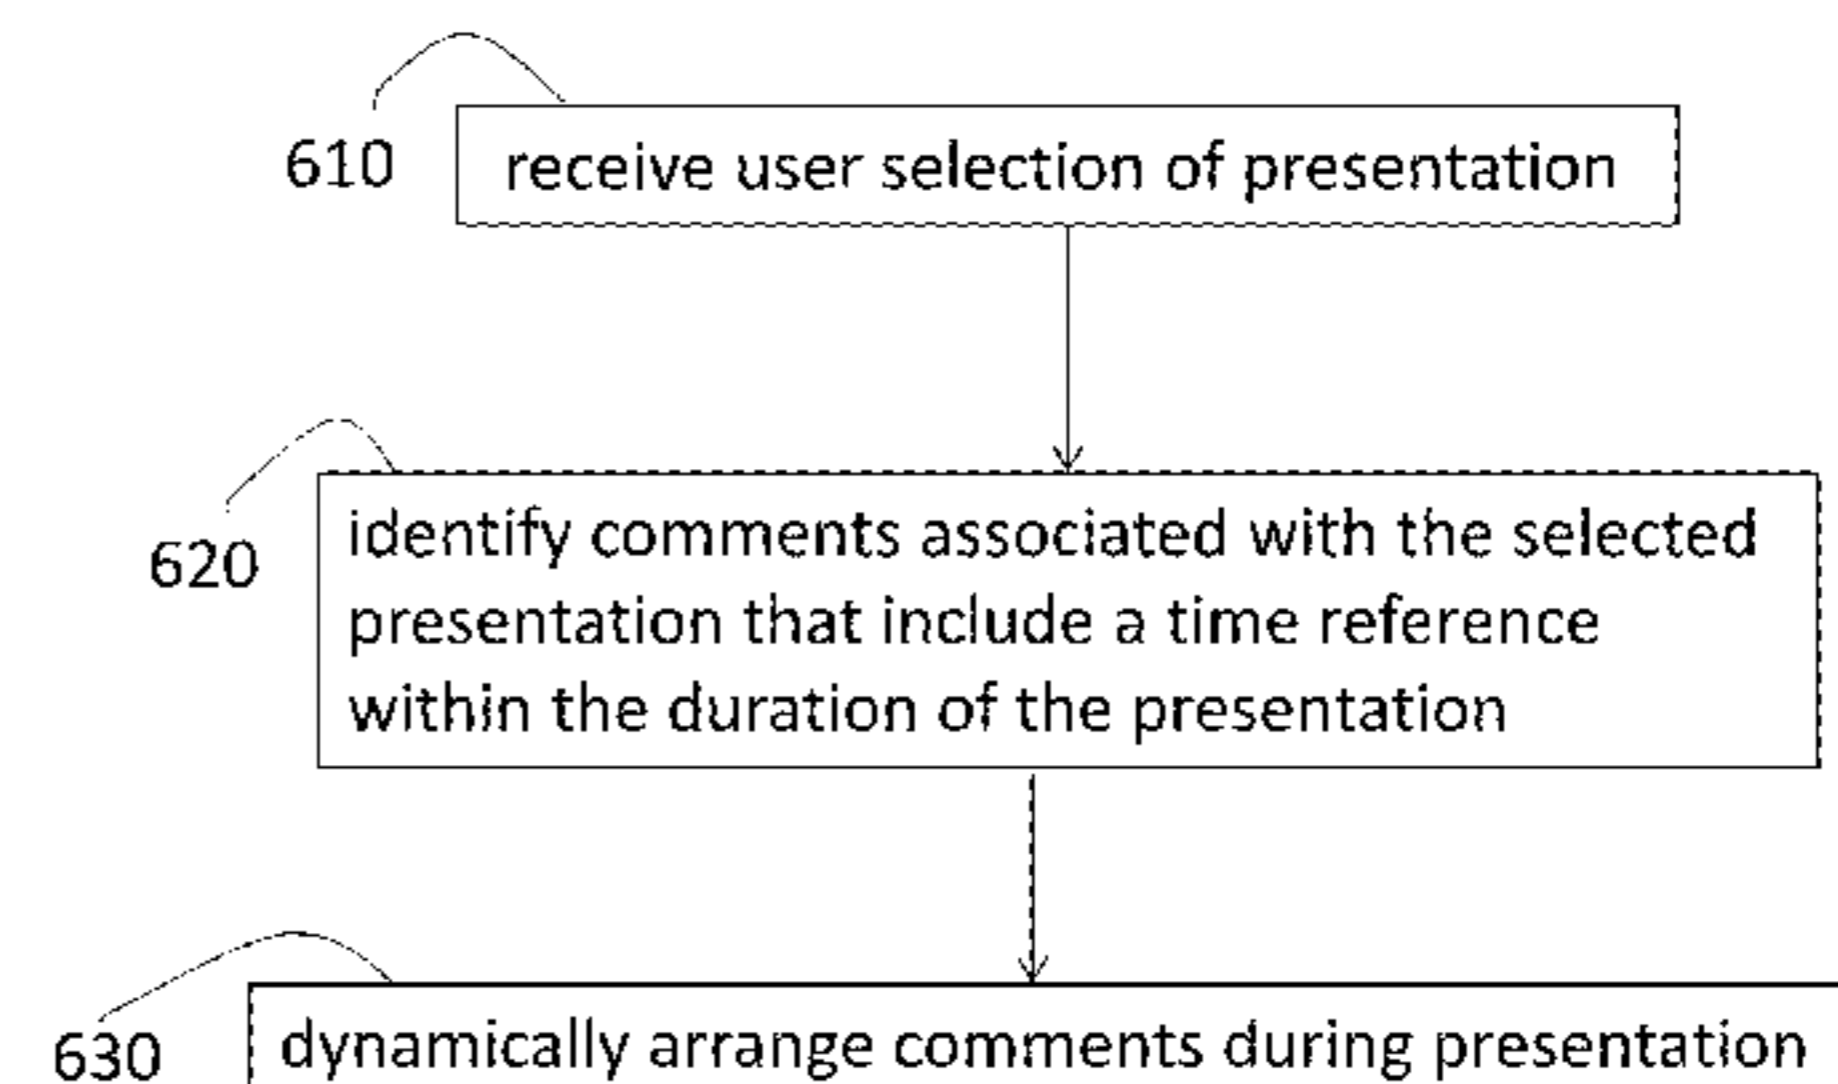 610
receive user selection of presentation
620
identify comments associated with the selected
presentation that include a time reference
within the duration of the presentation
630
dynamically arrange comments during presentation